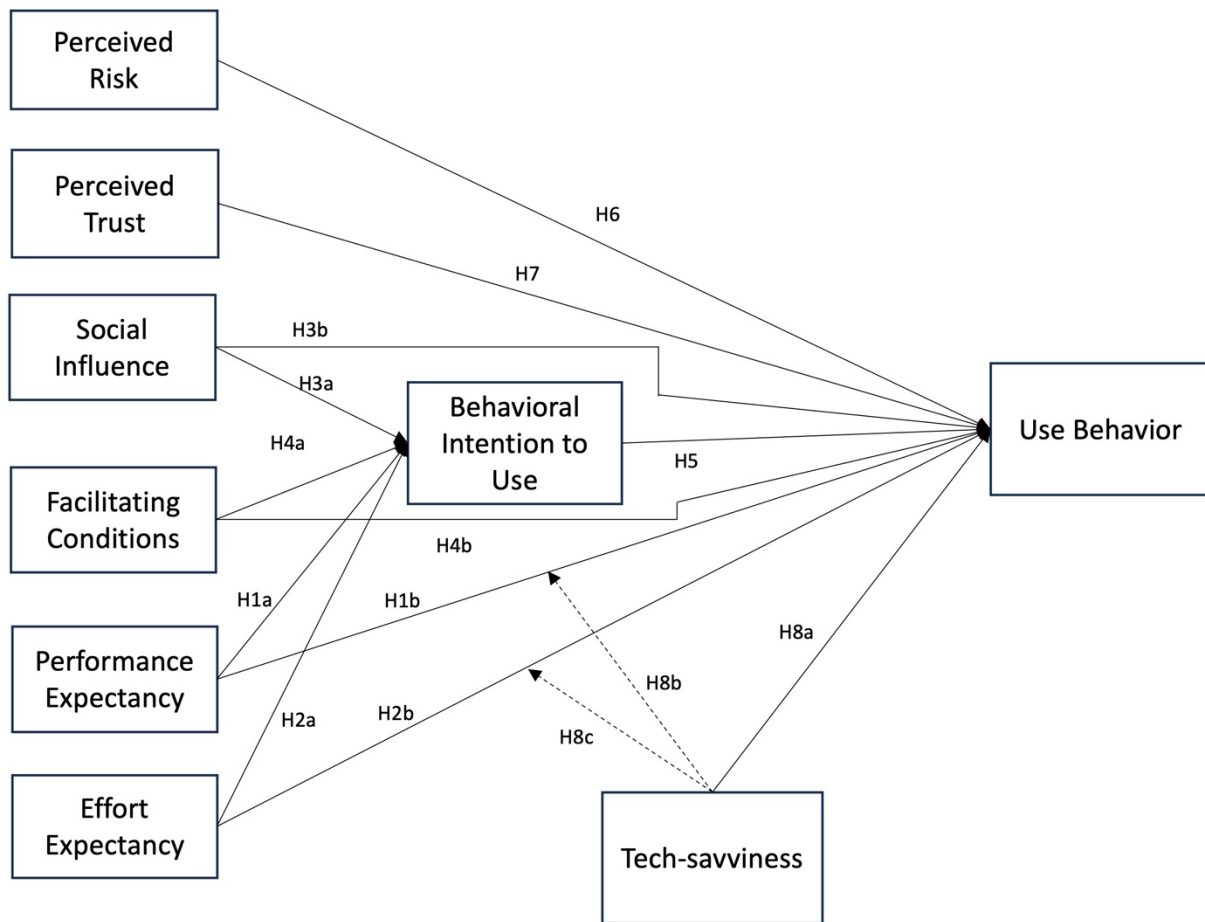 Perceived
Risk
Perceived
Trust
H6
H7
Social
Influence
H3b
H3a
Behavioral
Intention to
Use
Use Behavior
H4a
H5
Facilitating
Conditions
H4b
H1a
H1b
Performance
Expectancy
H8a
H8b
H2a
H2b
H8c
Effort
Expectancy
Tech-savviness